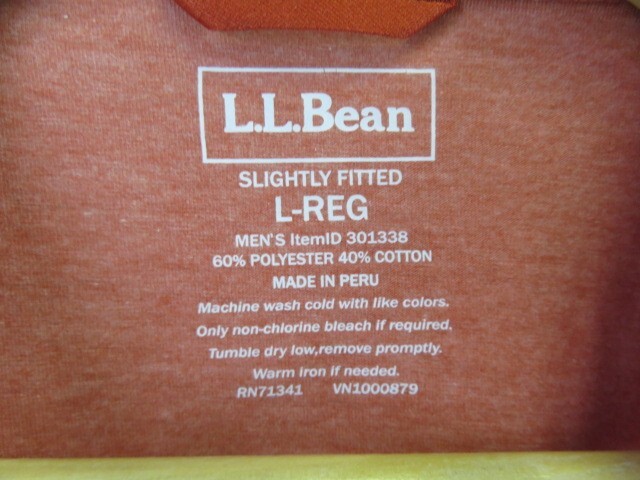 L.L.Bean
SLIGHTLY FITTED
L-REG
MEN'S ItemID 301338
60% POLYESTER 40% COTTON
MADE IN PERU
Machine wash cold with like colors.
Only non-chlorine bleach if required.
Tumble dry low,remove promptly.
Warm iron if needed.
RN71341 VN1000879